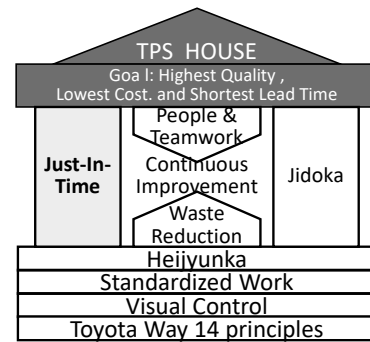 TPS HOUSE
Goa l: Highest Quality ,
Lowest Cost. and Shortest Lead Time
People &
Teamwork
Just-In-
Time
Continuous
Improvement
Jidoka
Waste
Reduction
Heijyunka
Standardized Work
Visual Control
Toyota Way 14 principles